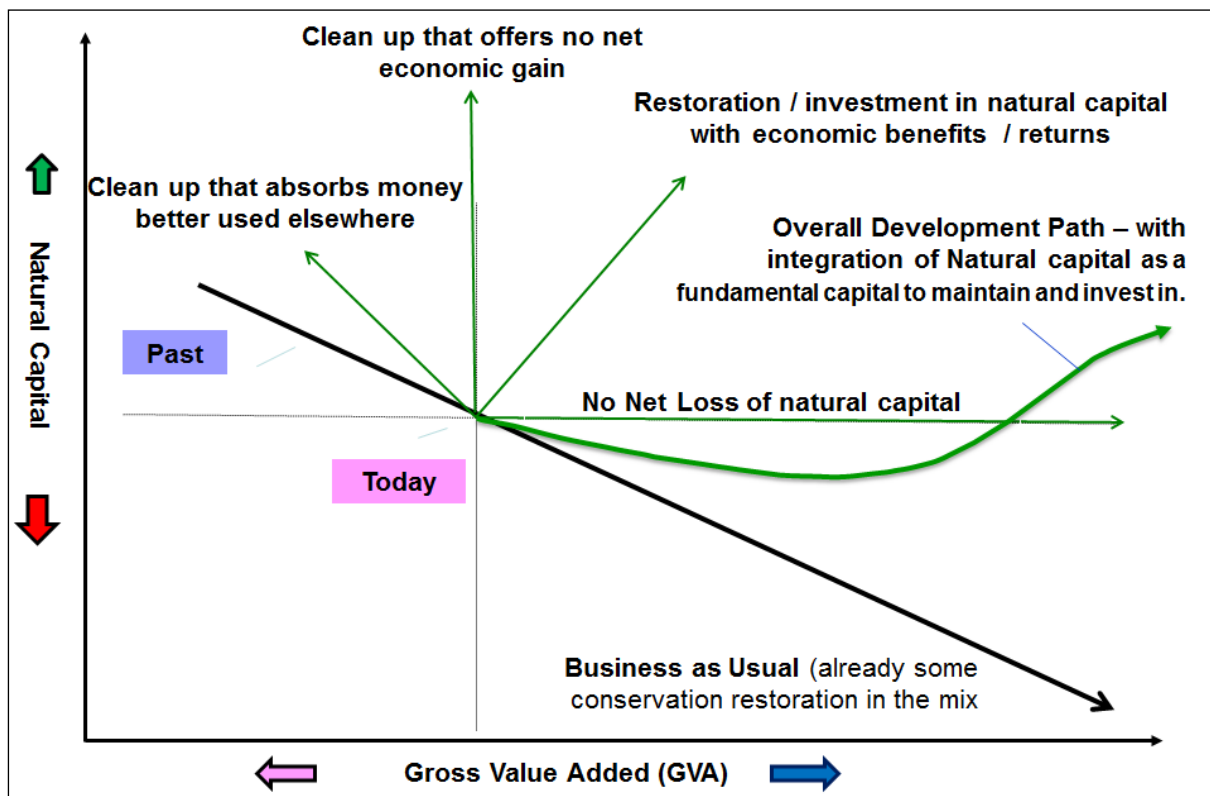 Clean up that offers no net
economic gain
Restoration / investment in natural capital
with economic benefits / returns
Clean up that absorbs money
better used elsewhere
Overall Development Path – with
integration of Natural capital as a
fundamental capital to maintain and invest in.
Natural Capital
Past
No Net Loss of natural capital
Today
Business as Usual (already some
conservation restoration in the mix
Gross Value Added (GVA)